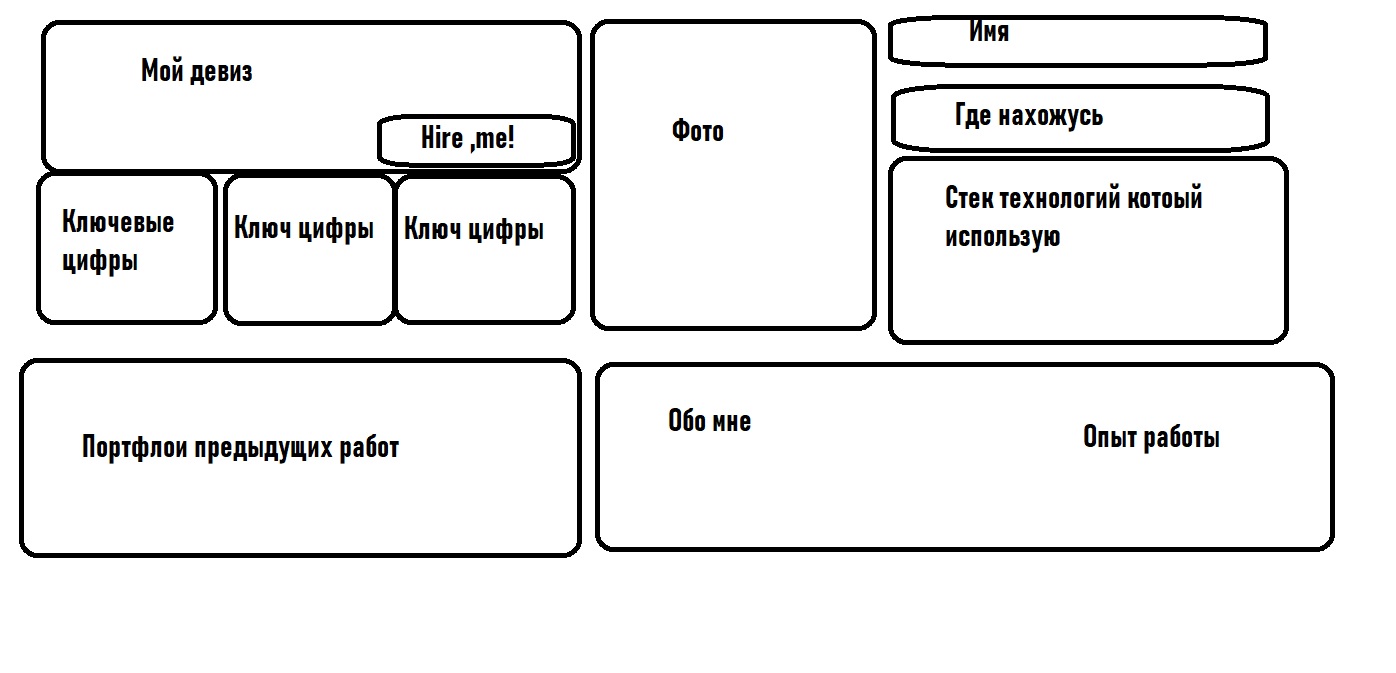 Мой девиз
Hire ,me!
Ключевые
цифры
Ключ цифры
Ключ цифры
Фото
Имя
Где нахожусь
Стек технологий котоый
использую
Портфлои предыдущих работ
Обо мне
Опыт работы